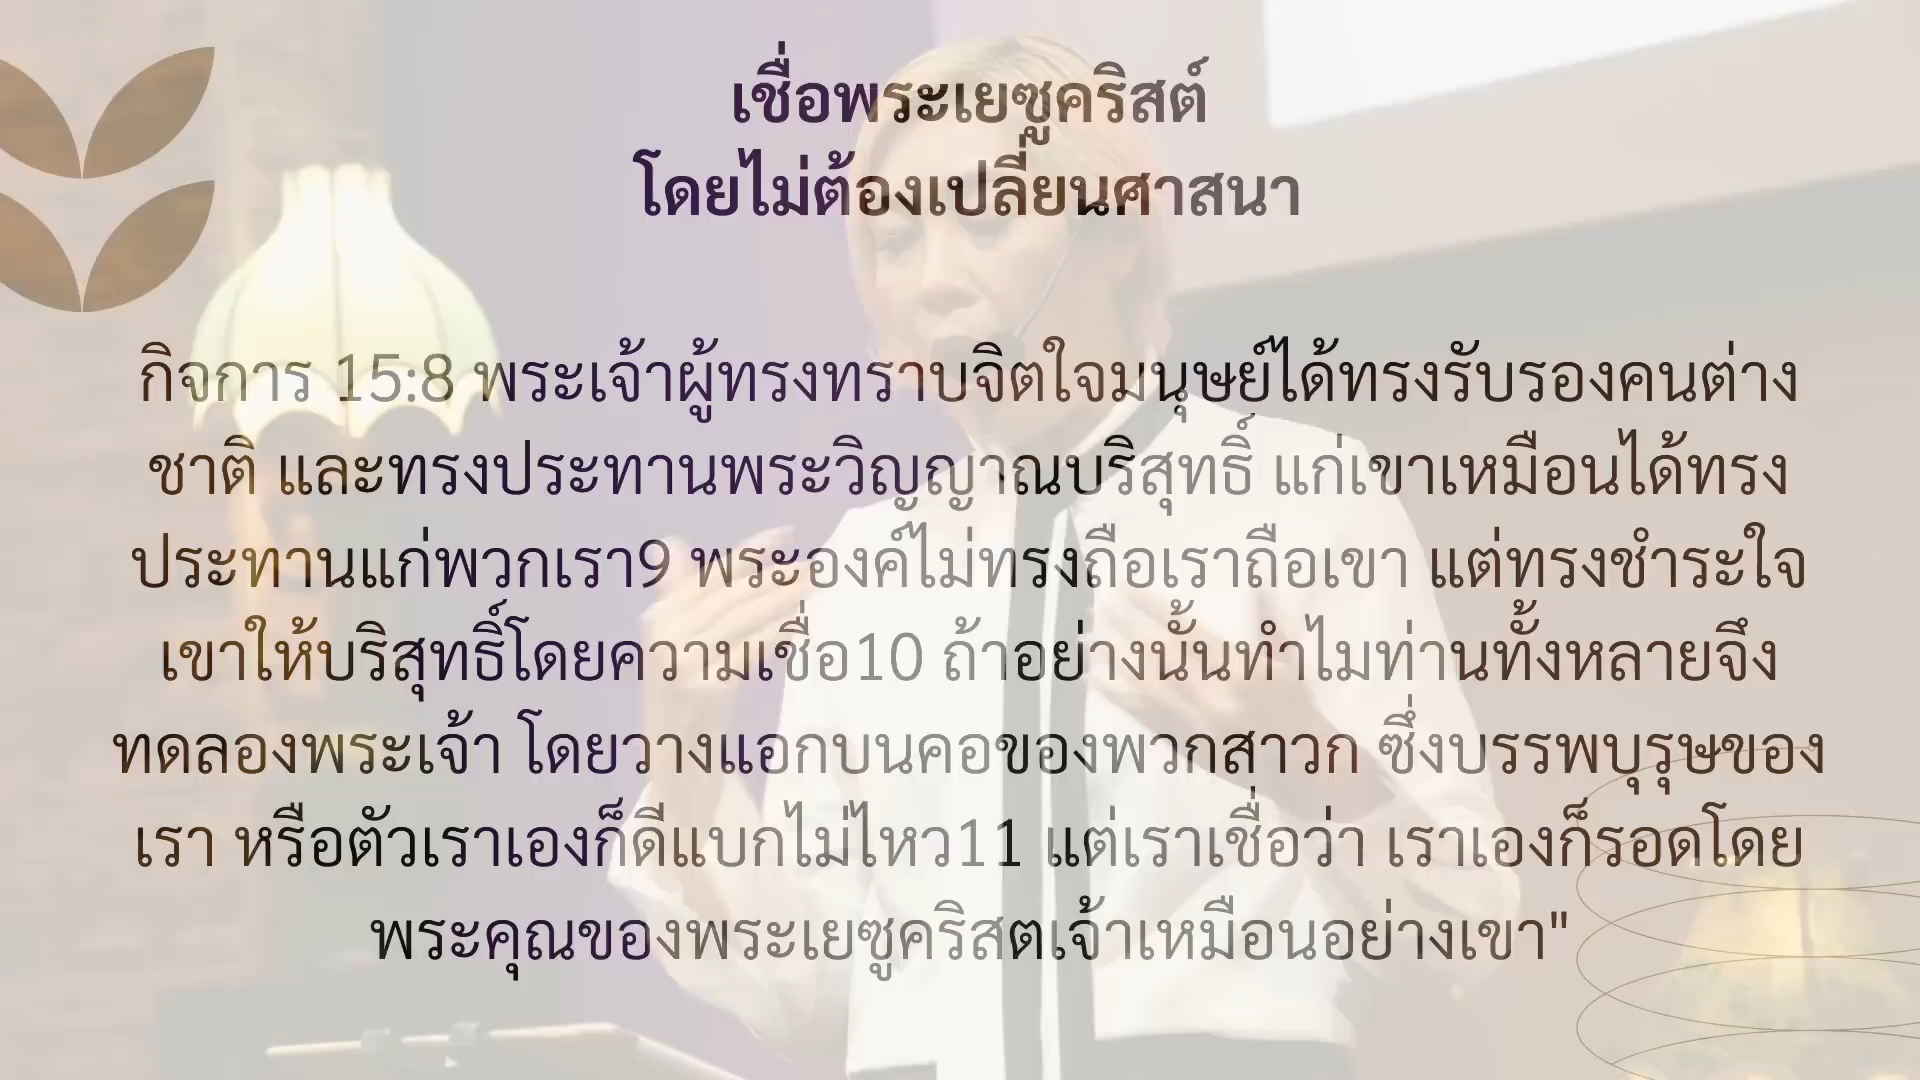 เชื่อพระเยซูคริสต์
โดยไม่ต้องเปลี่ยนศาสนา
กิจการ 15:8 พระเจ้าผู้ทรงทราบจิตใจมนุษย์ได้ทรงรับรองคนต่าง
ชาติ และทรงประทานพระวิญญาณบริสุทธิ์ แก่เขาเหมือนได้ทรง
ประทานแก่พวกเรา9 พระองค์ไม่ทรงถือเราถือเขา แต่ทรงชำระใจ
เขาให้บริสุทธิ์โดยความเชื่อ10 ถ้าอย่างนั้นทำไมท่านทั้งหลายจึง
ทดลองพระเจ้า โดยวางแอกบนคอของพวกสาวก ซึ่งบรรพบุรุษของ
เรา หรือตัวเราเองก็ดีแบกไม่ไหว11 แต่เราเชื่อว่า เราเองก็รอดโดย
พระคุณของพระเยซูคริสตเจ้าเหมือนอย่างเขา"